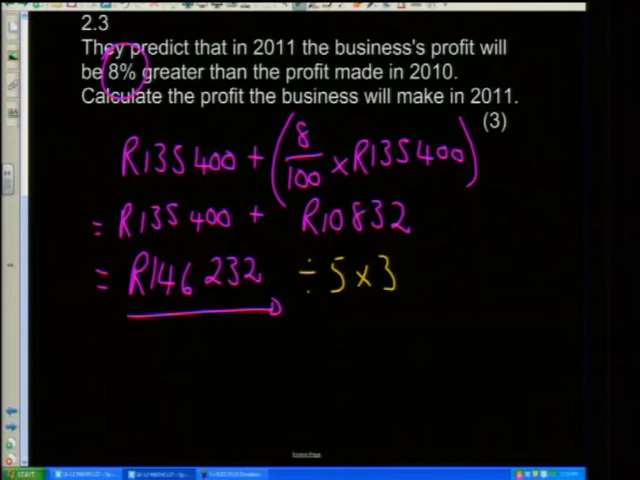 2.3
They predict that in 2011 the business's profit will
be 8% greater than the profit made in 2010.
Calculate the profit the business will make in 2011.
(3)
R135 400 + ( 8/100 × R135 400 )
= R135 400 + R10 832
= R146 232 ÷ 5 × 3
start